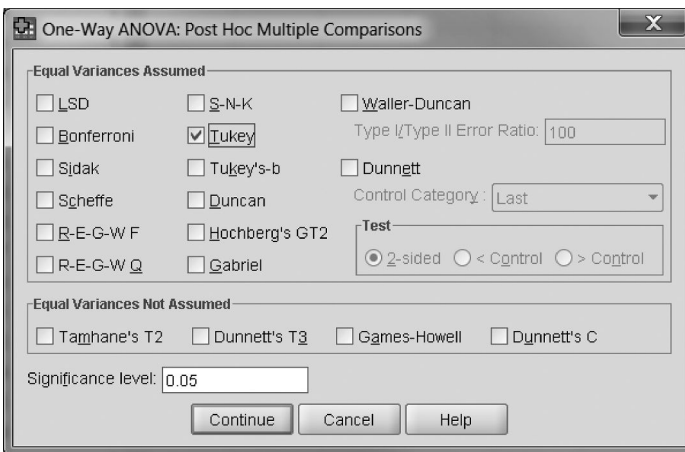 One-Way ANOVA: Post Hoc Multiple Comparisons
X
Equal Variances Assumed
LSD
S-N-K
Waller-Duncan
Bonferroni
Tukey
Type I/Type II Error Ratio: 100
Sidak
Tukey's-b
Dunnett
Scheffe
Duncan
Control Category : Last
R-E-G-W F
Hochberg's GT2
Test
R-E-G-W Q
Gabriel
2-sided
< Control
> Control
Equal Variances Not Assumed
Tamhane's T2
Dunnett's T3
Games-Howell
Dunnett's C
Significance level: 0.05
Continue
Cancel
Help